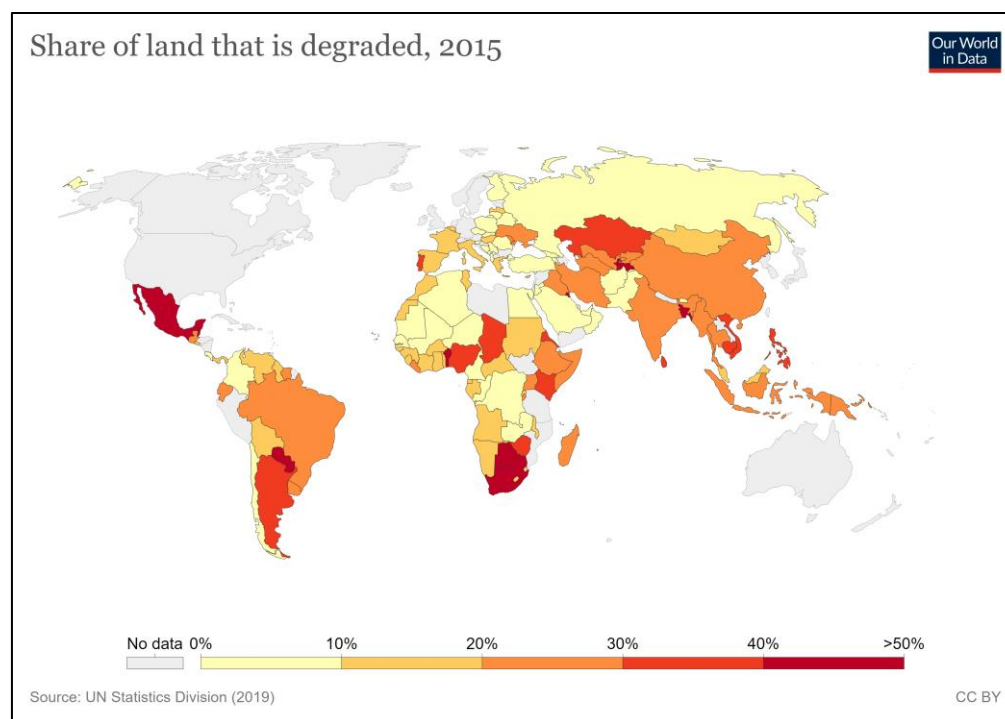 Share of land that is degraded, 2015
Our World
in Data
No data
0%
10%
20%
30%
40%
>50%
Source: UN Statistics Division (2019)
CC BY